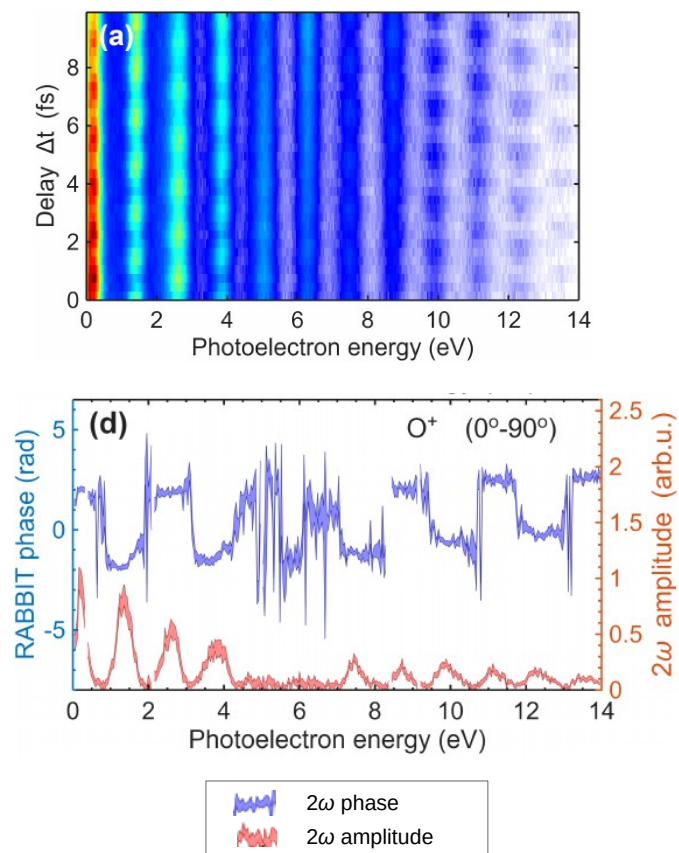 (a)
Delay Δt (fs)
8
6
4
2
0
0 2 4 6 8 10 12 14
Photoelectron energy (eV)
(d)
O⁺ (0°-90°)
RABBIT phase (rad)
5
0
-5
2ω amplitude (arb.u.)
2.5
2
1.5
1
0.5
0
0 2 4 6 8 10 12 14
Photoelectron energy (eV)
2ω phase
2ω amplitude